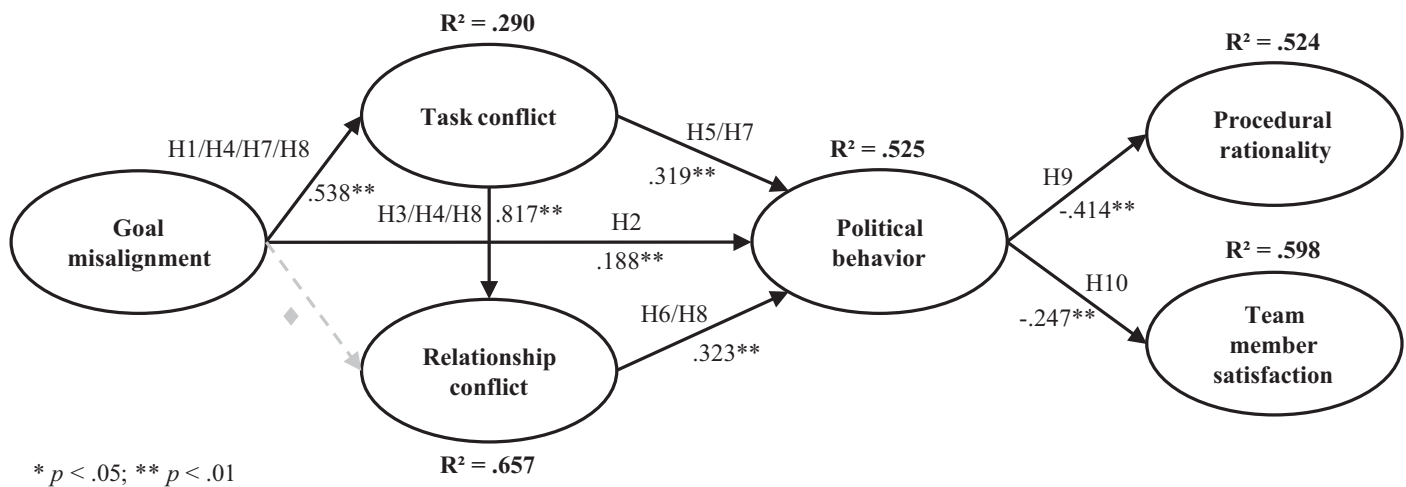 R² = .290
Task conflict
H1/H4/H7/H8
.538**
Goal
misalignment
H3/H4/H8
.817**
H5/H7
.319**
H2
.188**
Relationship
conflict
R² = .657
H6/H8
.323**
R² = .525
Political
behavior
H9
-.414**
R² = .524
Procedural
rationality
H10
-.247**
R² = .598
Team
member
satisfaction
* p < .05; ** p < .01